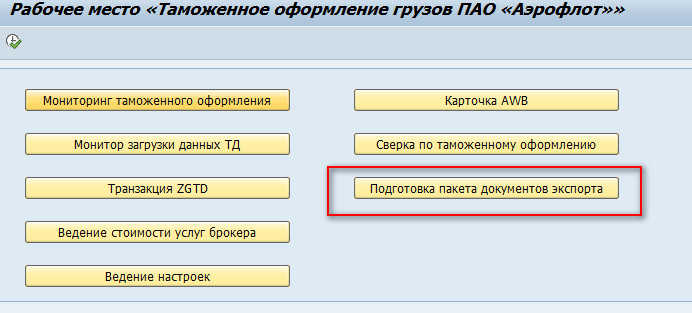 Рабочее место «Таможенное оформление грузов ПАО «Аэрофлот»»
Мониторинг таможенного оформления
Карточка AWB
Монитор загрузки данных ТД
Сверка по таможенному оформлению
Транзакция ZGTD
Подготовка пакета документов экспорта
Ведение стоимости услуг брокера
Ведение настроек